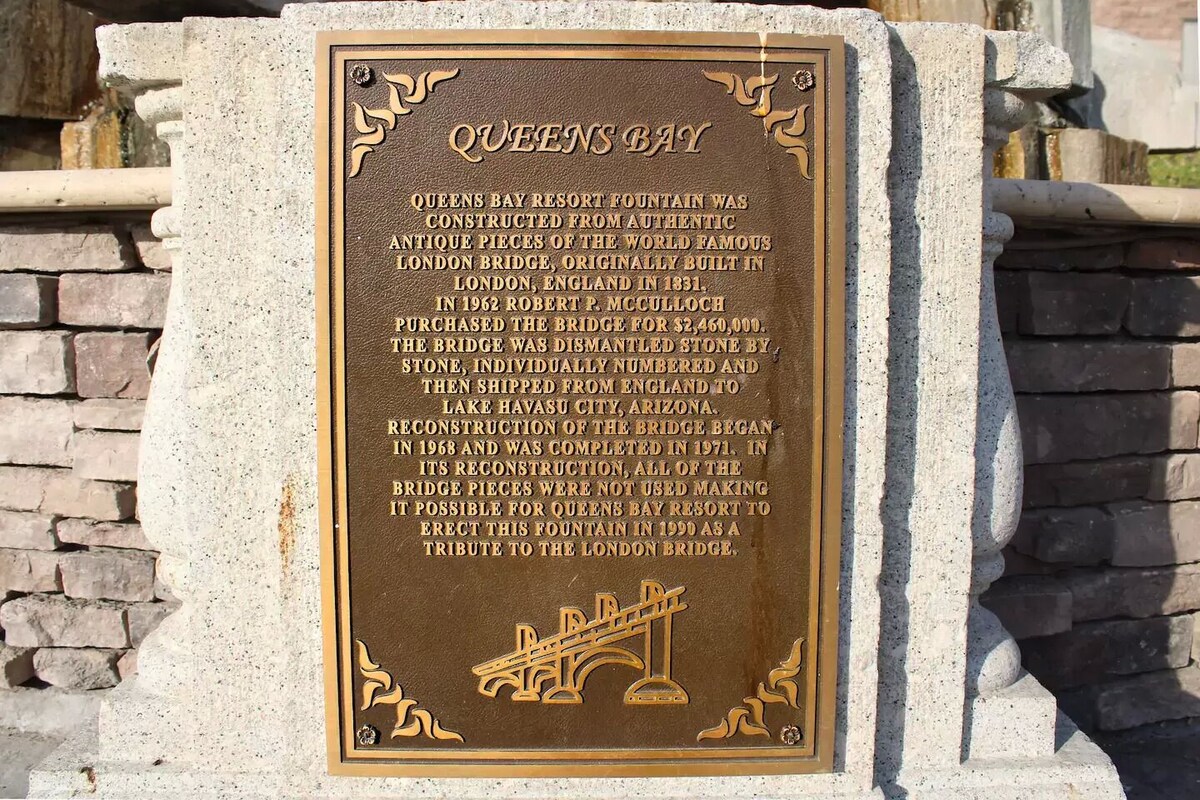 QUEENS BAY
QUEENS BAY RESORT FOUNTAIN WAS
CONSTRUCTED FROM AUTHENTIC
ANTIQUE PIECES OF THE WORLD FAMOUS
LONDON BRIDGE, ORIGINALLY BUILT IN
LONDON, ENGLAND IN 1831.
IN 1962 ROBERT P. MCCULLOCH
PURCHASED THE BRIDGE FOR $2,460,000.
THE BRIDGE WAS DISMANTLED STONE BY
STONE, INDIVIDUALLY NUMBERED AND
THEN SHIPPED FROM ENGLAND TO
LAKE HAVASU CITY, ARIZONA.
RECONSTRUCTION OF THE BRIDGE BEGAN
IN 1968 AND WAS COMPLETED IN 1971. IN
ITS RECONSTRUCTION, ALL OF THE
BRIDGE PIECES WERE NOT USED MAKING
IT POSSIBLE FOR QUEENS BAY RESORT TO
ERECT THIS FOUNTAIN IN 1990 AS A
TRIBUTE TO THE LONDON BRIDGE.